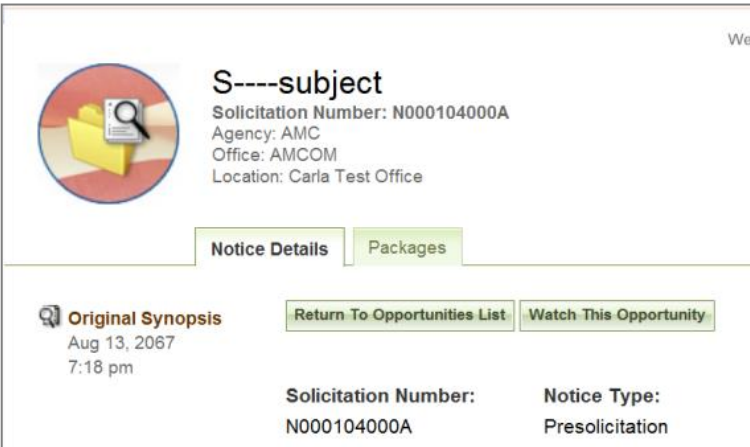 We
S----subject
Solicitation Number: N000104000A
Agency: AMC
Office: AMCOM
Location: Carla Test Office
Notice Details
Packages
Original Synopsis
Aug 13, 2067
7:18 pm
Return To Opportunities List
Watch This Opportunity
Solicitation Number:
Notice Type:
N000104000A
Presolicitation